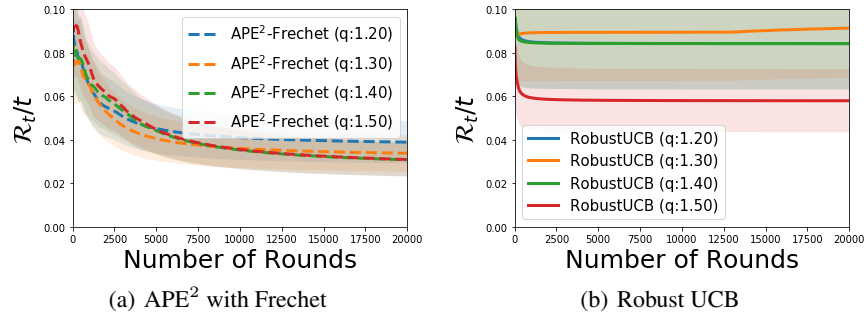 0.10
0.08
0.06
0.04
0.02
0.00
R_t/t
APE²-Frechet (q:1.20)
APE²-Frechet (q:1.30)
APE²-Frechet (q:1.40)
APE²-Frechet (q:1.50)
0 2500 5000 7500 10000 12500 15000 17500 20000
Number of Rounds
(a) APE² with Frechet
0.10
0.08
0.06
0.04
0.02
0.00
R_t/t
RobustUCB (q:1.20)
RobustUCB (q:1.30)
RobustUCB (q:1.40)
RobustUCB (q:1.50)
0 2500 5000 7500 10000 12500 15000 17500 20000
Number of Rounds
(b) Robust UCB